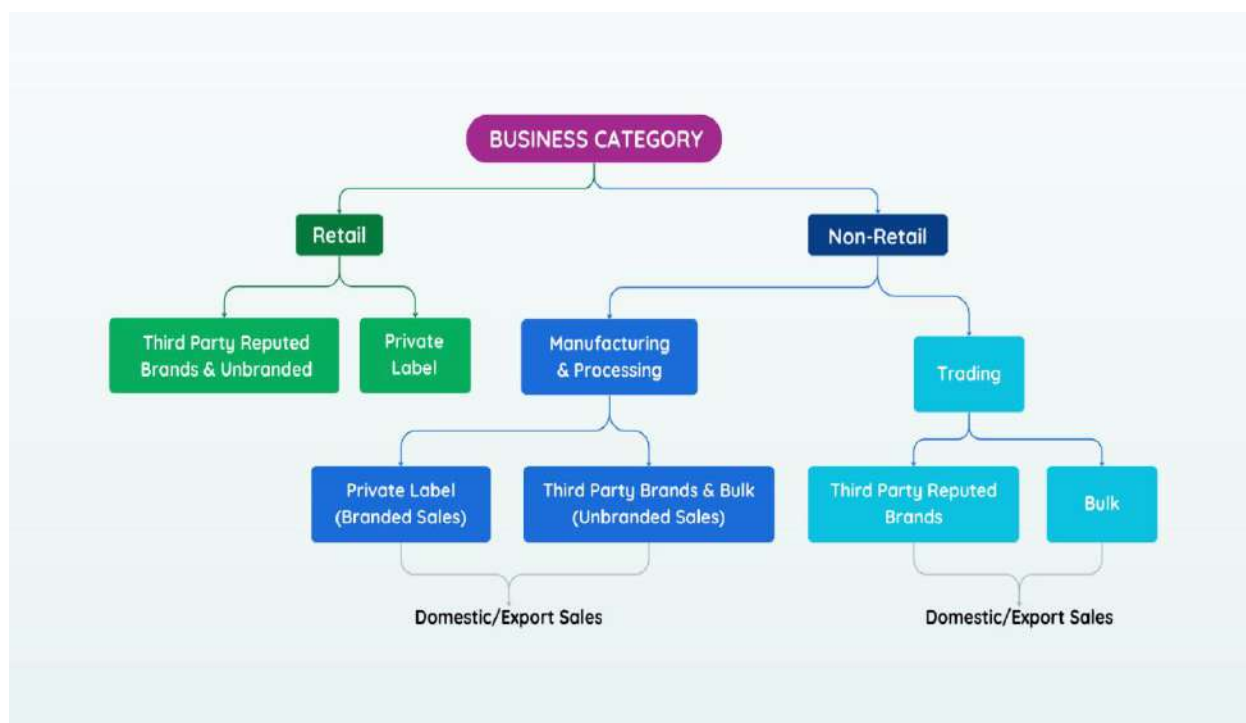 BUSINESS CATEGORY
Retail
Non-Retail
Third Party Reputed
Brands & Unbranded
Private
Label
Manufacturing
& Processing
Trading
Private Label
(Branded Sales)
Third Party Brands & Bulk
(Unbranded Sales)
Third Party Reputed
Brands
Bulk
Domestic/Export Sales
Domestic/Export Sales